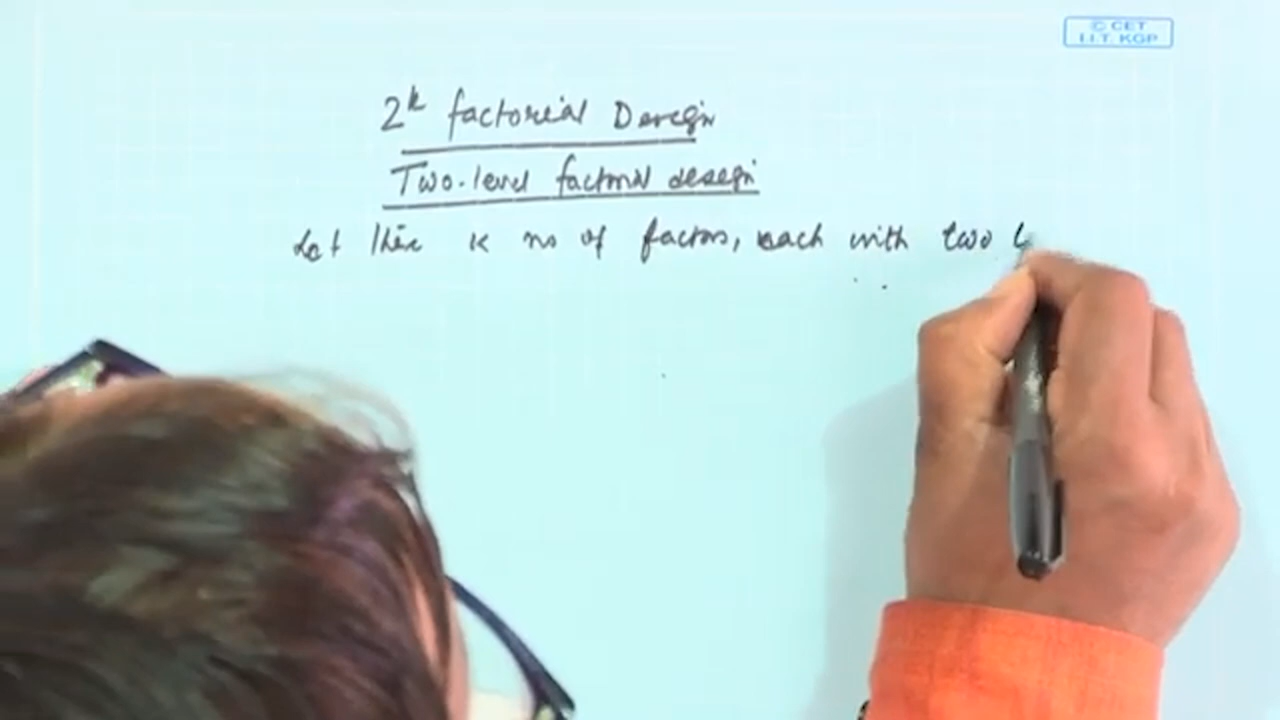 © CET
I.I.T. KGP
2^k factorial Design
Two-level factorial design
Let there k no of factors, each with two